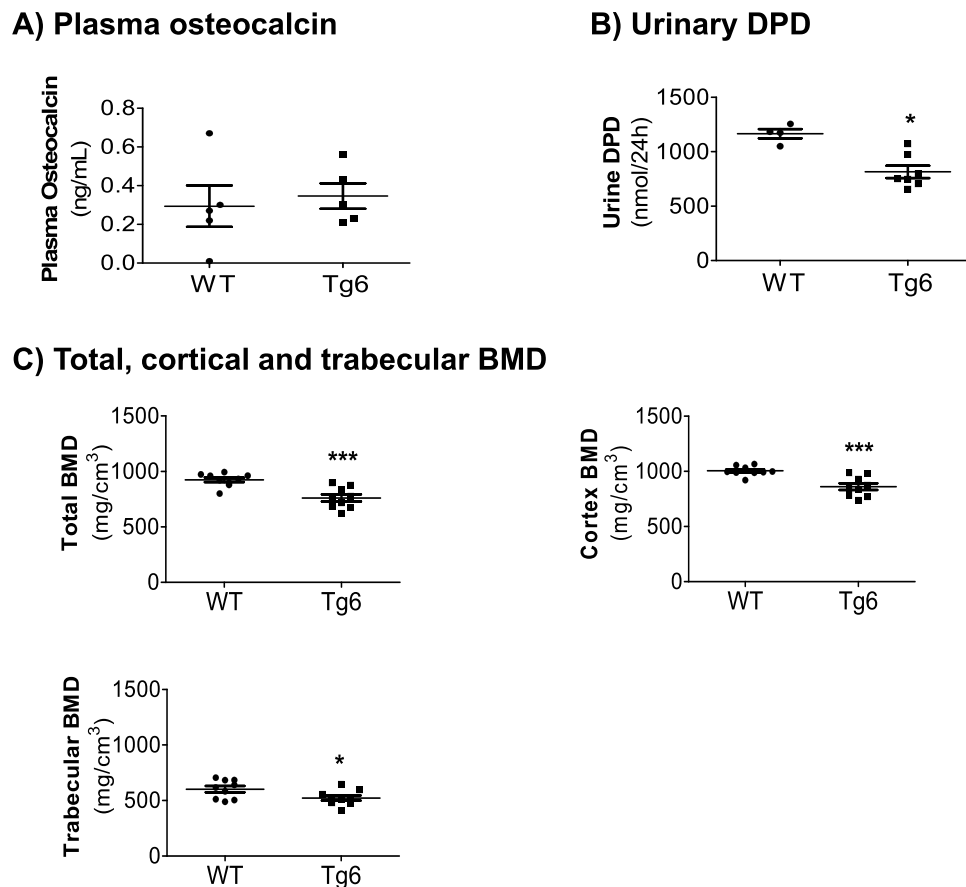 A) Plasma osteocalcin
B) Urinary DPD
Plasma Osteocalcin
(ng/mL)
0.8
0.6
0.4
0.2
0.0
WT
Tg6
Urine DPD
(nmol/24h)
1500
1000
500
0
*
WT
Tg6
C) Total, cortical and trabecular BMD
Total BMD
(mg/cm³)
1500
1000
500
0
***
WT
Tg6
Cortex BMD
(mg/cm³)
1500
1000
500
0
***
WT
Tg6
Trabecular BMD
(mg/cm³)
1500
1000
500
0
*
WT
Tg6